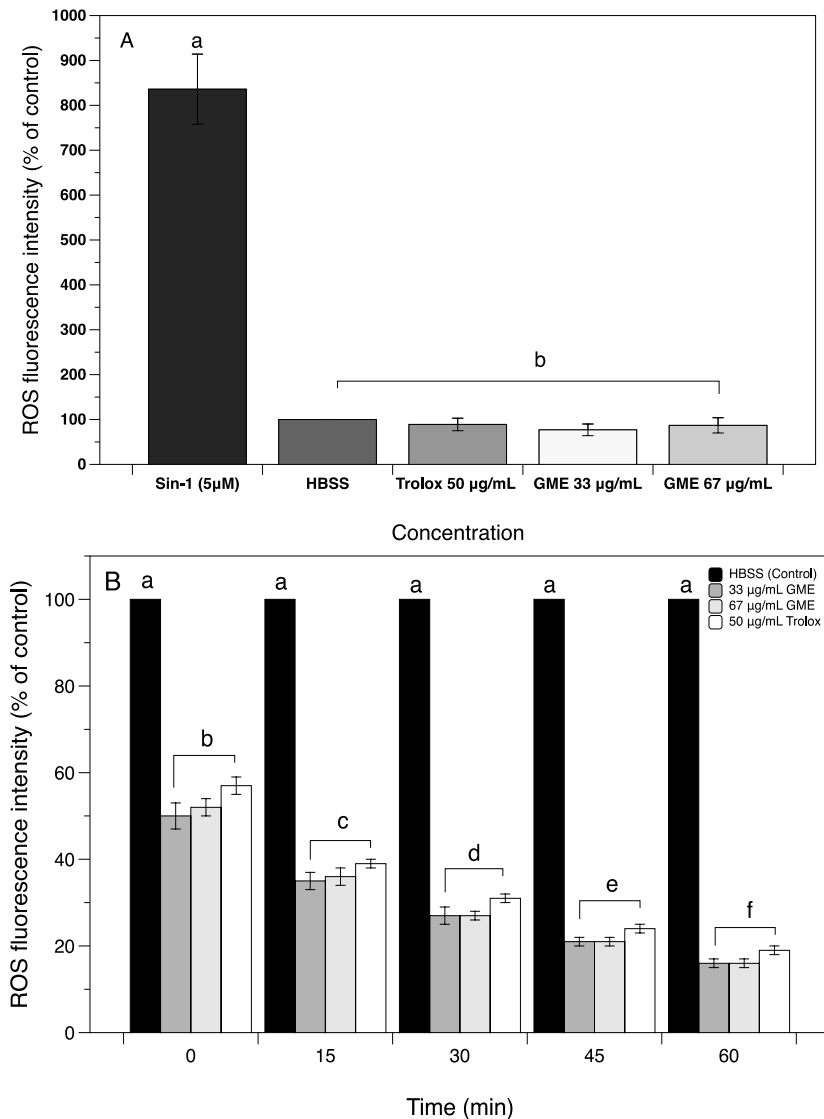 A
a
1000
900
800
700
600
500
400
300
200
100
0
ROS fluorescence intensity (% of control)
b
Sin-1 (5µM) HBSS Trolox 50 µg/mL GME 33 µg/mL GME 67 µg/mL
Concentration
B
a a a a a
HBSS (Control)
33 µg/mL GME
67 µg/mL GME
50 µg/mL Trolox
100
80
60
40
20
0
ROS fluorescence intensity (% of control)
b
c
d
e
f
0 15 30 45 60
Time (min)